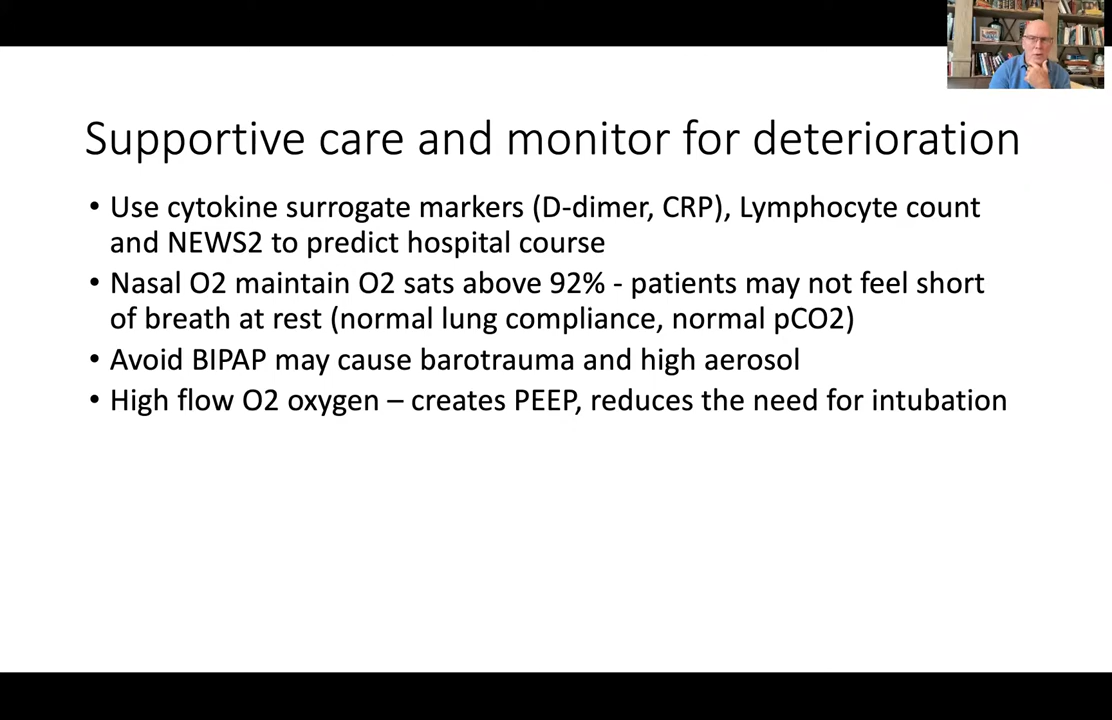 Supportive care and monitor for deterioration
• Use cytokine surrogate markers (D-dimer, CRP), Lymphocyte count
and NEWS2 to predict hospital course
• Nasal O2 maintain O2 sats above 92% - patients may not feel short
of breath at rest (normal lung compliance, normal pCO2)
• Avoid BIPAP may cause barotrauma and high aerosol
• High flow O2 oxygen – creates PEEP, reduces the need for intubation